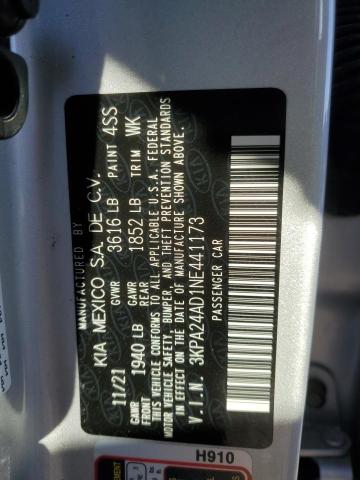 MANUFACTURED BY
KIA MEXICO S.A. DE C.V.
11/21 GVWR 3616 LB PAINT 4SS
GAWR FRONT 1940 LB GAWR REAR 1852 LB TRIM WK
THIS VEHICLE CONFORMS TO ALL APPLICABLE U.S.A. FEDERAL
MOTOR VEHICLE SAFETY, BUMPER, AND THEFT PREVENTION STANDARDS
IN EFFECT ON THE DATE OF MANUFACTURE SHOWN ABOVE.
V.I.N. 3KPA24AD1NE441173
PASSENGER CAR
H910